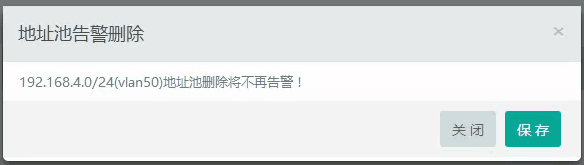 地址池告警删除
×
192.168.4.0/24(vlan50)地址池删除将不再告警！
关闭
保存